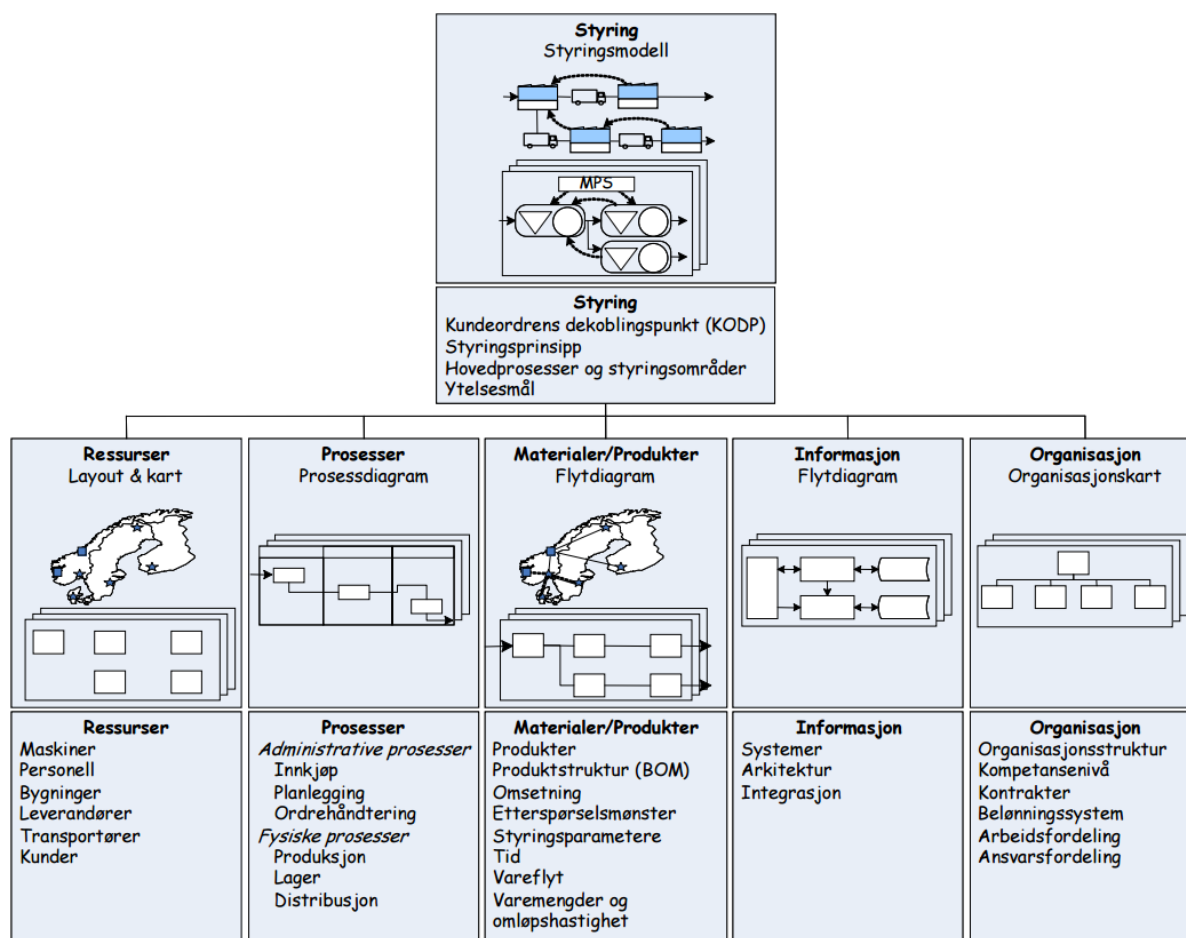 Styring
Styringsmodell
MPS
Styring
Kundeordrens dekoblingspunkt (KODP)
Styringsprinsipp
Hovedprosesser og styringsområder
Ytelsesmål
Ressurser
Layout & kart
Prosesser
Prosessdiagram
Materialer/Produkter
Flytdiagram
Informasjon
Flytdiagram
Organisasjon
Organisasjonskart
Ressurser
Maskiner
Personell
Bygninger
Leverandører
Transportører
Kunder
Prosesser
Administrative prosesser
Innkjøp
Planlegging
Ordrehåndtering
Fysiske prosesser
Produksjon
Lager
Distribusjon
Materialer/Produkter
Produkter
Produktstruktur (BOM)
Omsetning
Etterspørselsmønster
Styringsparametere
Tid
Vareflyt
Varemengder og
omløpshastighet
Informasjon
Systemer
Arkitektur
Integrasjon
Organisasjon
Organisasjonsstruktur
Kompetansenivå
Kontrakter
Belønningssystem
Arbeidsfordeling
Ansvarsfordeling